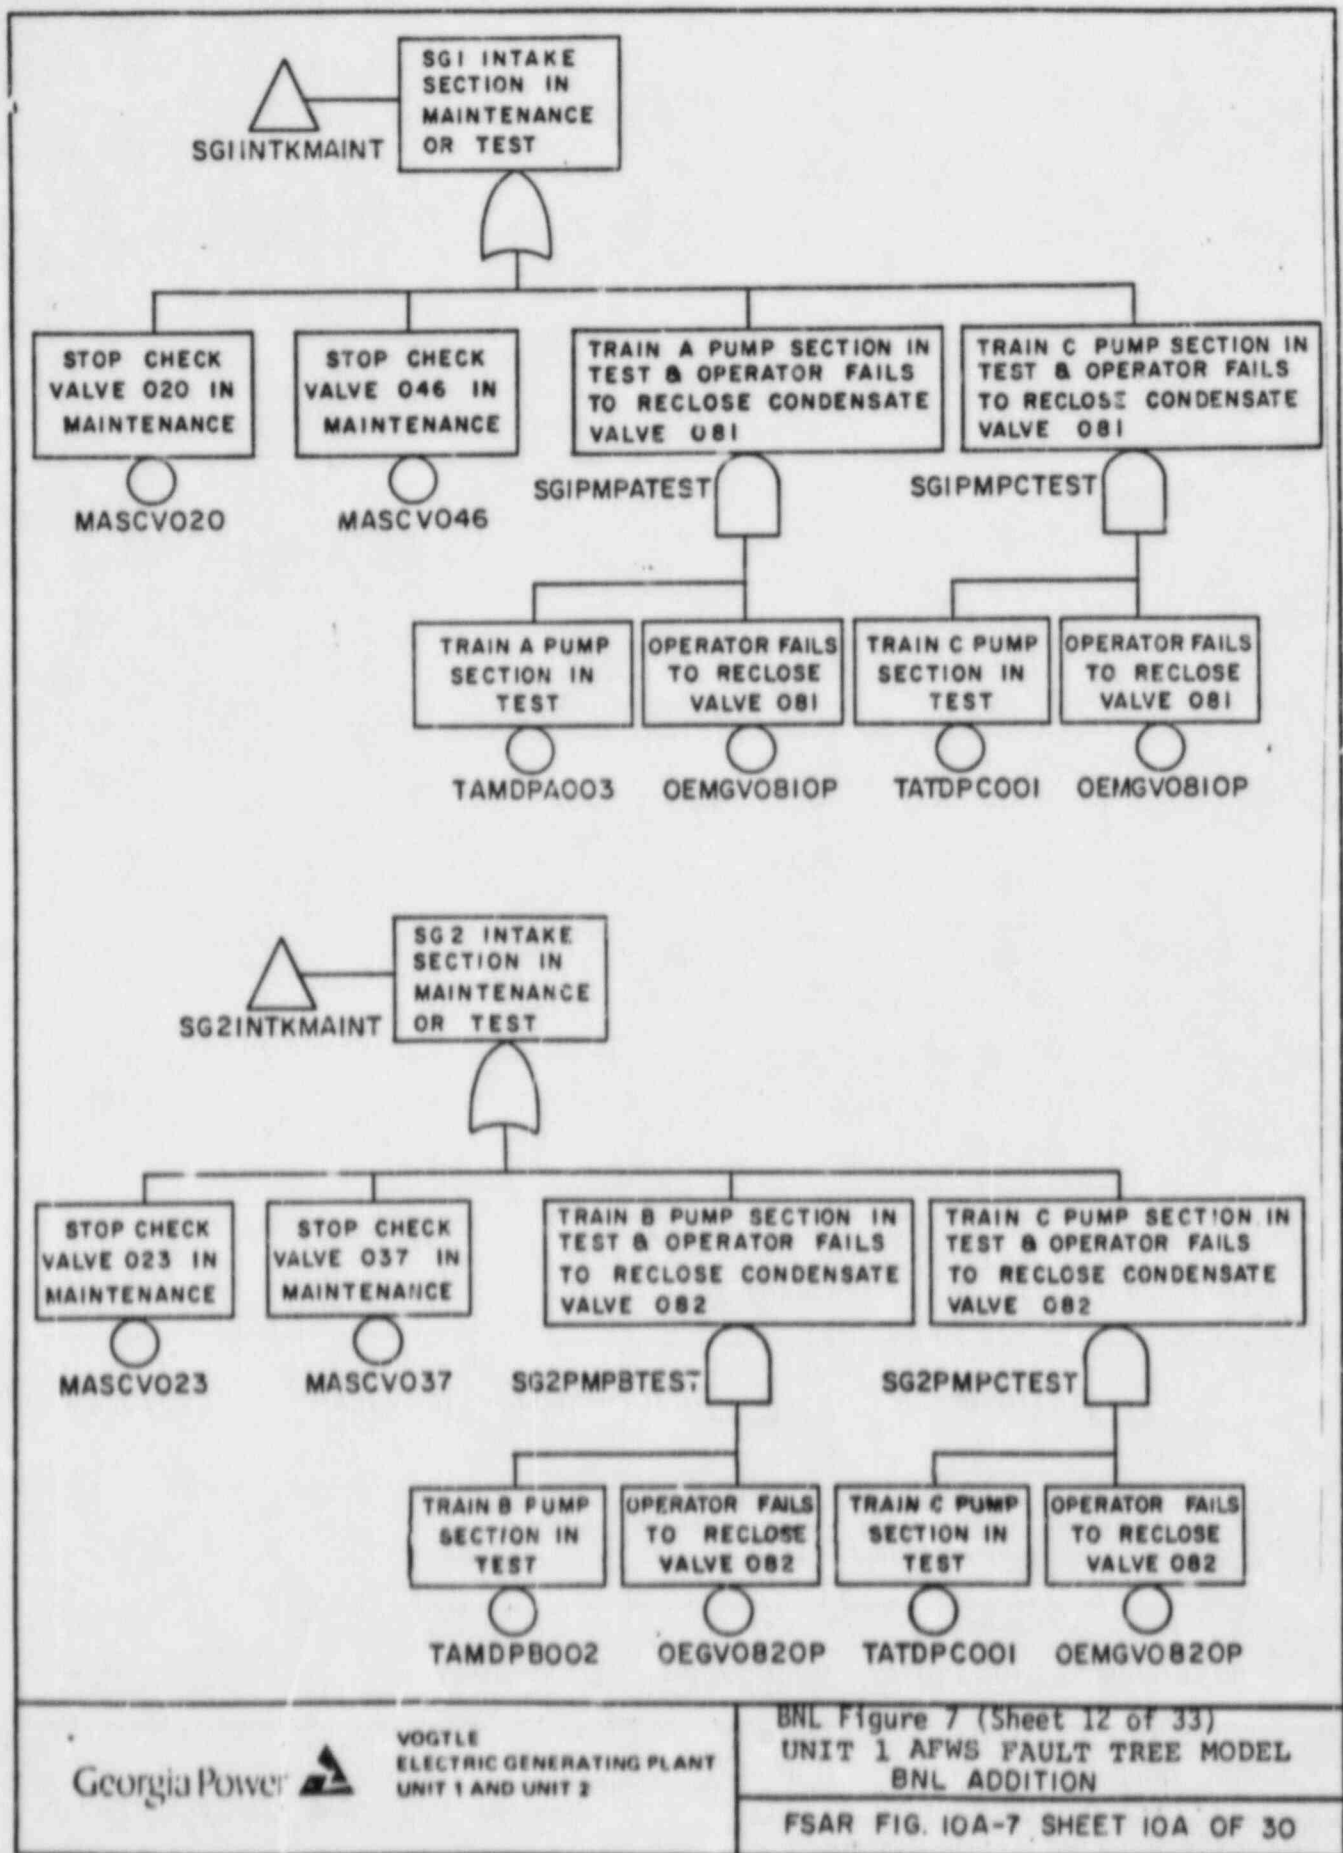 SG1 INTAKE
SECTION IN
MAINTENANCE
OR TEST
SG1INTKMAINT
STOP CHECK
VALVE 020 IN
MAINTENANCE
MASCV020
STOP CHECK
VALVE 046 IN
MAINTENANCE
MASCV046
TRAIN A PUMP SECTION IN
TEST & OPERATOR FAILS
TO RECLOSE CONDENSATE
VALVE 081
SG1PMPATEST
TRAIN C PUMP SECTION IN
TEST & OPERATOR FAILS
TO RECLOSE CONDENSATE
VALVE 081
SG1PMPCTEST
TRAIN A PUMP
SECTION IN
TEST
TAMDPA003
OPERATOR FAILS
TO RECLOSE
VALVE 081
OEMGV081OP
TRAIN C PUMP
SECTION IN
TEST
TATDPC001
OPERATOR FAILS
TO RECLOSE
VALVE 081
OEMGV081OP
SG2 INTAKE
SECTION IN
MAINTENANCE
OR TEST
SG2INTKMAINT
STOP CHECK
VALVE 023 IN
MAINTENANCE
MASCV023
STOP CHECK
VALVE 037 IN
MAINTENANCE
MASCV037
TRAIN B PUMP SECTION IN
TEST & OPERATOR FAILS
TO RECLOSE CONDENSATE
VALVE 082
SG2PMPBTEST
TRAIN C PUMP SECTION IN
TEST & OPERATOR FAILS
TO RECLOSE CONDENSATE
VALVE 082
SG2PMPCTEST
TRAIN B PUMP
SECTION IN
TEST
TAMDPB002
OPERATOR FAILS
TO RECLOSE
VALVE 082
OEGV082OP
TRAIN C PUMP
SECTION IN
TEST
TATDPC001
OPERATOR FAILS
TO RECLOSE
VALVE 082
OEMGV082OP
Georgia Power
VOGTLE
ELECTRIC GENERATING PLANT
UNIT 1 AND UNIT 2
BNL Figure 7 (Sheet 12 of 33)
UNIT 1 AFWS FAULT TREE MODEL
BNL ADDITION
FSAR FIG. 10A-7 SHEET 10A OF 30